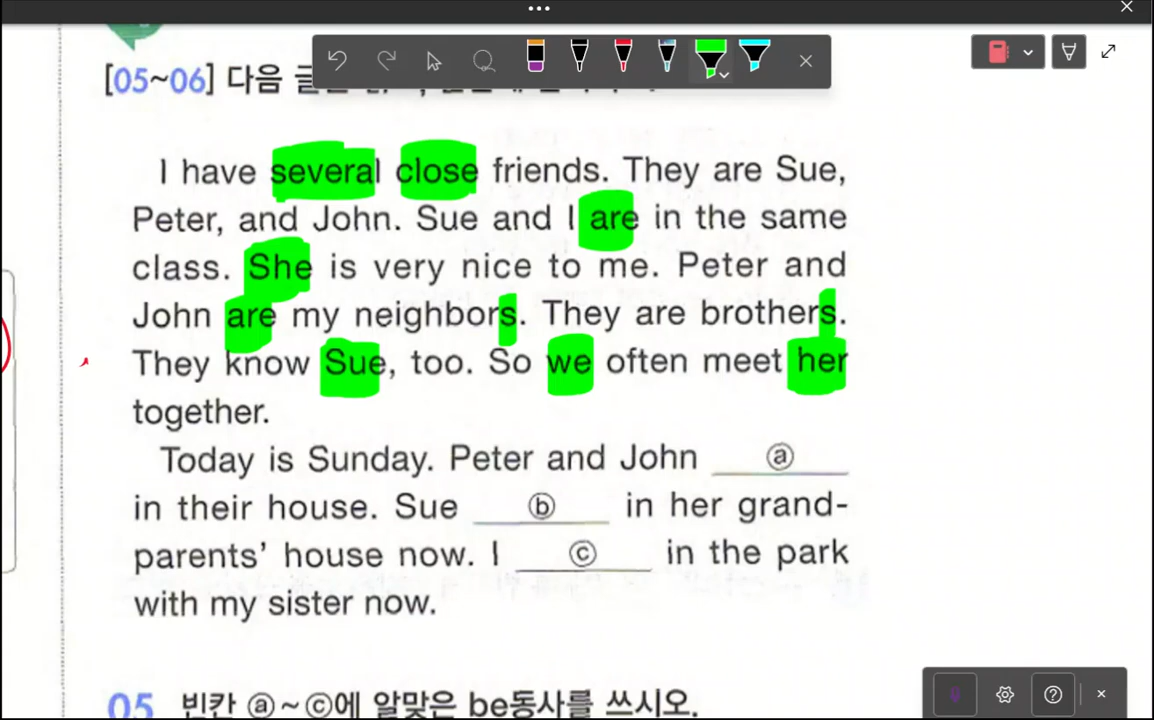 [05~06] 다음
I have several close friends. They are Sue,
Peter, and John. Sue and I are in the same
class. She is very nice to me. Peter and
John are my neighbors. They are brothers.
They know Sue, too. So we often meet her
together.
Today is Sunday. Peter and John ⓐ
in their house. Sue ⓑ in her grand-
parents' house now. I ⓒ in the park
with my sister now.
05 빈칸 ⓐ~ⓒ에 알맞은 be동사를 쓰시오.